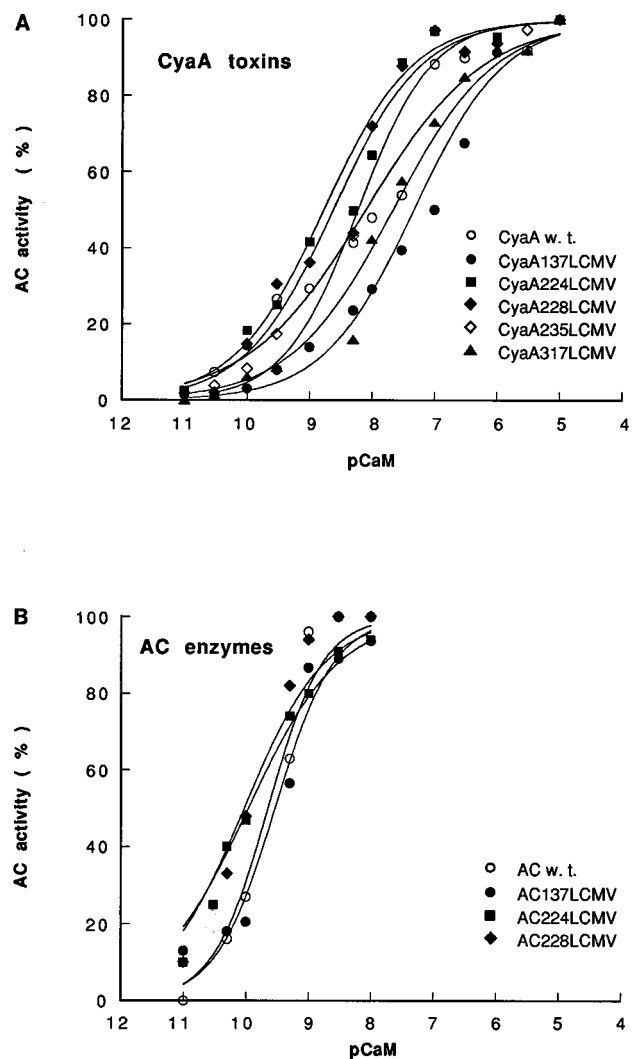 A
CyaA toxins
AC activity ( % )
100
80
60
40
20
0
12 11 10 9 8 7 6 5 4
pCaM
CyaA w. t.
CyaA137LCMV
CyaA224LCMV
CyaA228LCMV
CyaA235LCMV
CyaA317LCMV
B
AC enzymes
AC activity ( % )
100
80
60
40
20
0
12 11 10 9 8 7 6 5 4
pCaM
AC w. t.
AC137LCMV
AC224LCMV
AC228LCMV